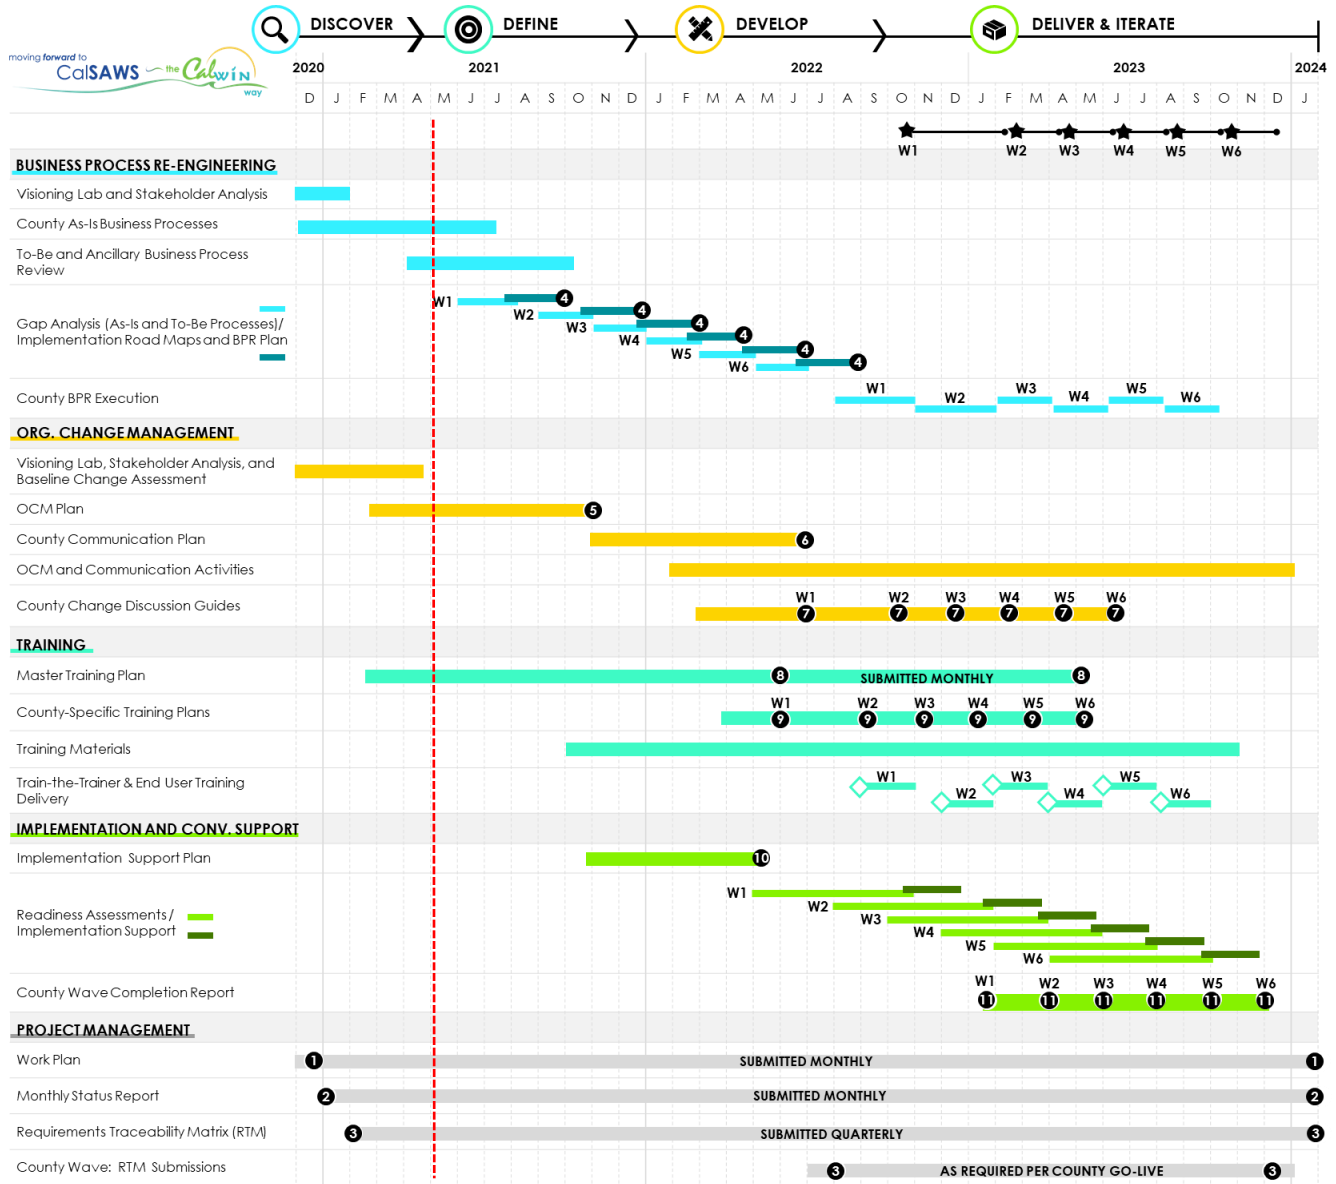 DISCOVER DEFINE DEVELOP DELIVER & ITERATE
moving forward to
CalSAWS the CalWIN
way
2020 2021 2022 2023 2024
D J F M A M J J A S O N D J F M A M J J A S O N D J F M A M J J A S O N D J
W1 W2 W3 W4 W5 W6
BUSINESS PROCESS RE-ENGINEERING
Visioning Lab and Stakeholder Analysis
County As-Is Business Processes
To-Be and Ancillary Business Process
Review
Gap Analysis (As-Is and To-Be Processes)/
Implementation Road Maps and BPR Plan
W1 4
W2 4
W3 4
W4 4
W5 4
W6 4
County BPR Execution
W1 W2 W3 W4 W5 W6
ORG. CHANGE MANAGEMENT
Visioning Lab, Stakeholder Analysis, and
Baseline Change Assessment
OCM Plan 5
County Communication Plan 6
OCM and Communication Activities
County Change Discussion Guides
W1 W2 W3 W4 W5 W6
7 7 7 7 7 7
TRAINING
Master Training Plan 8 SUBMITTED MONTHLY 8
County-Specific Training Plans
W1 W2 W3 W4 W5 W6
9 9 9 9 9 9
Training Materials
Train-the-Trainer & End User Training
Delivery
W1 W2 W3 W4 W5 W6
IMPLEMENTATION AND CONV. SUPPORT
Implementation Support Plan 10
Readiness Assessments /
Implementation Support
W1
W2
W3
W4
W5
W6
County Wave Completion Report
W1 W2 W3 W4 W5 W6
11 11 11 11 11 11
PROJECT MANAGEMENT
Work Plan 1 SUBMITTED MONTHLY 1
Monthly Status Report 2 SUBMITTED MONTHLY 2
Requirements Traceability Matrix (RTM) 3 SUBMITTED QUARTERLY 3
County Wave: RTM Submissions 3 AS REQUIRED PER COUNTY GO-LIVE 3